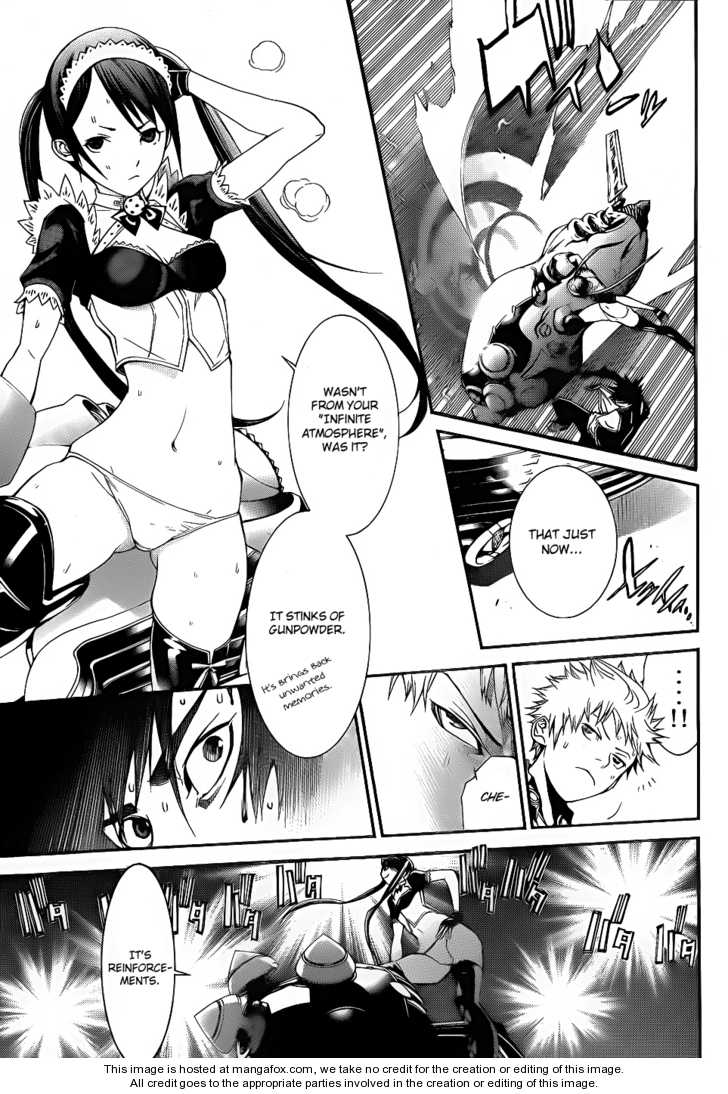 THAT JUST
NOW...
WASN'T
FROM YOUR
"INFINITE
ATMOSPHERE",
WAS IT?
IT STINKS OF
GUNPOWDER.
IT'S BRINGS BACK
UNWANTED
MEMORIES.
....!!
CHE-
IT'S
REINFORCE-
MENTS.
This image is hosted at mangafox.com, we take no credit for the creation or editing of this image.
All credit goes to the appropriate parties involved in the creation or editing of this image.